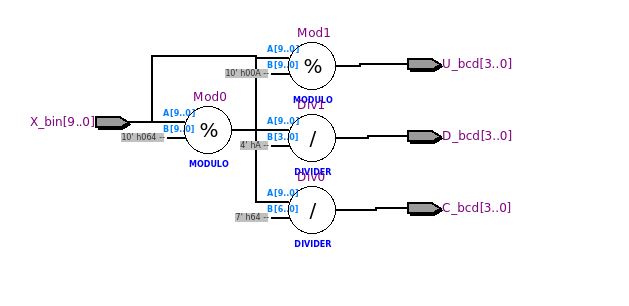 Mod1
A[9..0]
B[9..0]
10' h00A
%
U_bcd[3..0]
MODULO
Mod0
X_bin[9..0]
A[9..0]
B[9..0]
10' h064
%
MODULO
Div1
A[9..0]
B[3..0]
4' hA
/
D_bcd[3..0]
DIVIDER
Div0
A[9..0]
B[6..0]
7' h64
/
C_bcd[3..0]
DIVIDER